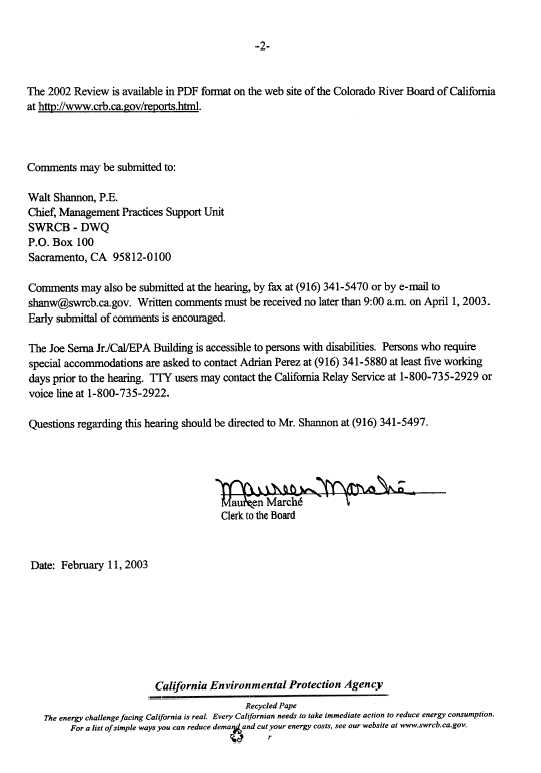 -2-
The 2002 Review is available in PDF format on the web site of the Colorado River Board of California
at http://www.crb.ca.gov/reports.html.
Comments may be submitted to:
Walt Shannon, P.E.
Chief, Management Practices Support Unit
SWRCB - DWQ
P.O. Box 100
Sacramento, CA 95812-0100
Comments may also be submitted at the hearing, by fax at (916) 341-5470 or by e-mail to
shanw@swrcb.ca.gov. Written comments must be received no later than 9:00 a.m. on April 1, 2003.
Early submittal of comments is encouraged.
The Joe Serna Jr./Cal/EPA Building is accessible to persons with disabilities. Persons who require
special accommodations are asked to contact Adrian Perez at (916) 341-5880 at least five working
days prior to the hearing. TTY users may contact the California Relay Service at 1-800-735-2929 or
voice line at 1-800-735-2922.
Questions regarding this hearing should be directed to Mr. Shannon at (916) 341-5497.
Maureen Marché
Maureen Marché
Clerk to the Board
Date: February 11, 2003
California Environmental Protection Agency
Recycled Pape
The energy challenge facing California is real. Every Californian needs to take immediate action to reduce energy consumption.
For a list of simple ways you can reduce demand and cut your energy costs, see our website at www.swrcb.ca.gov.
r